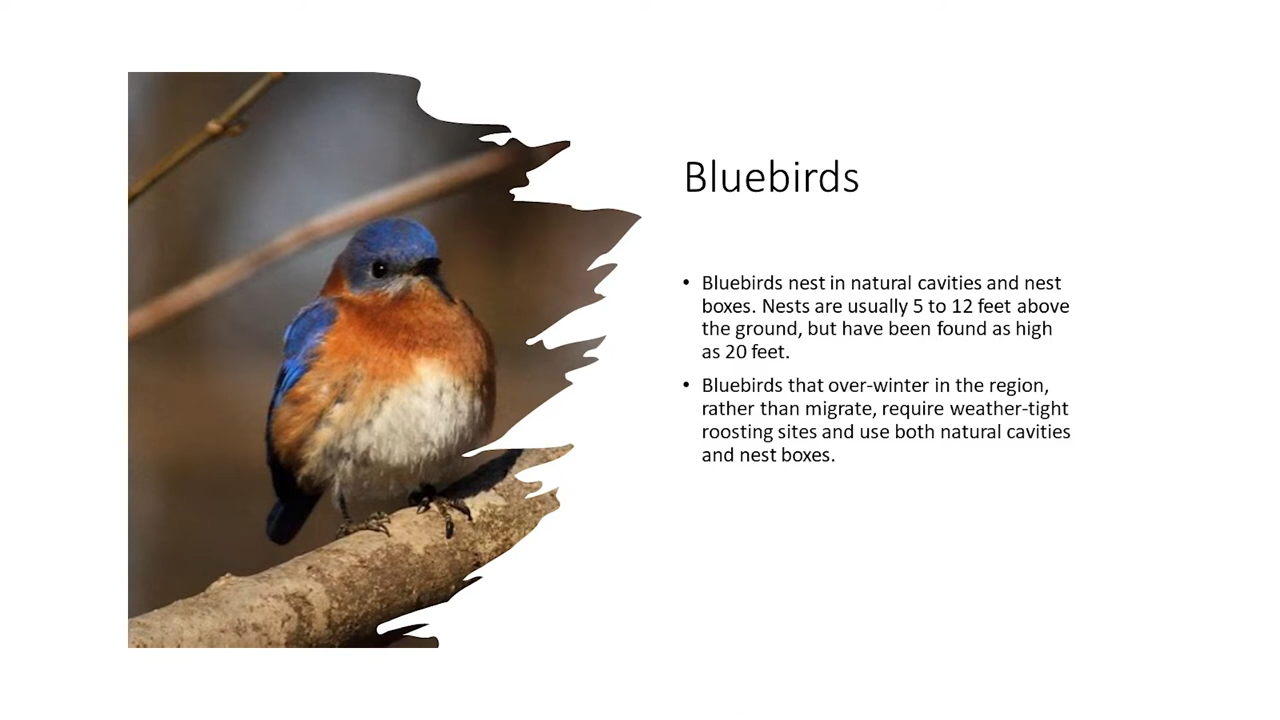 Bluebirds
• Bluebirds nest in natural cavities and nest
boxes. Nests are usually 5 to 12 feet above
the ground, but have been found as high
as 20 feet.
• Bluebirds that over-winter in the region,
rather than migrate, require weather-tight
roosting sites and use both natural cavities
and nest boxes.